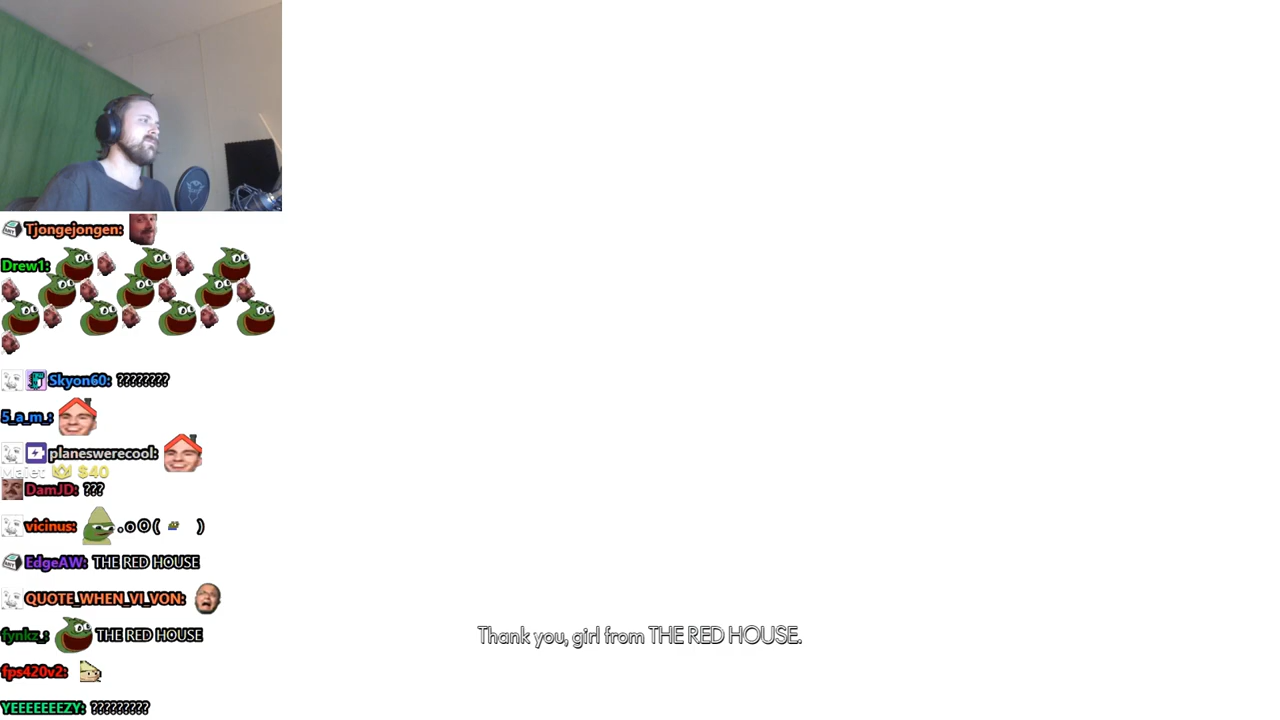 Tjongejongen:
Drew1:
Skyon60: ????????
5_a_m_:
planeswerecool:
Malet $40
DamJD: ???
vicinus: . o O ( )
EdgeAW: THE RED HOUSE
QUOTE_WHEN_VI_VON:
fynkz_: THE RED HOUSE
Thank you, girl from THE RED HOUSE.
fps420v2:
YEEEEEEEZY: ?????????